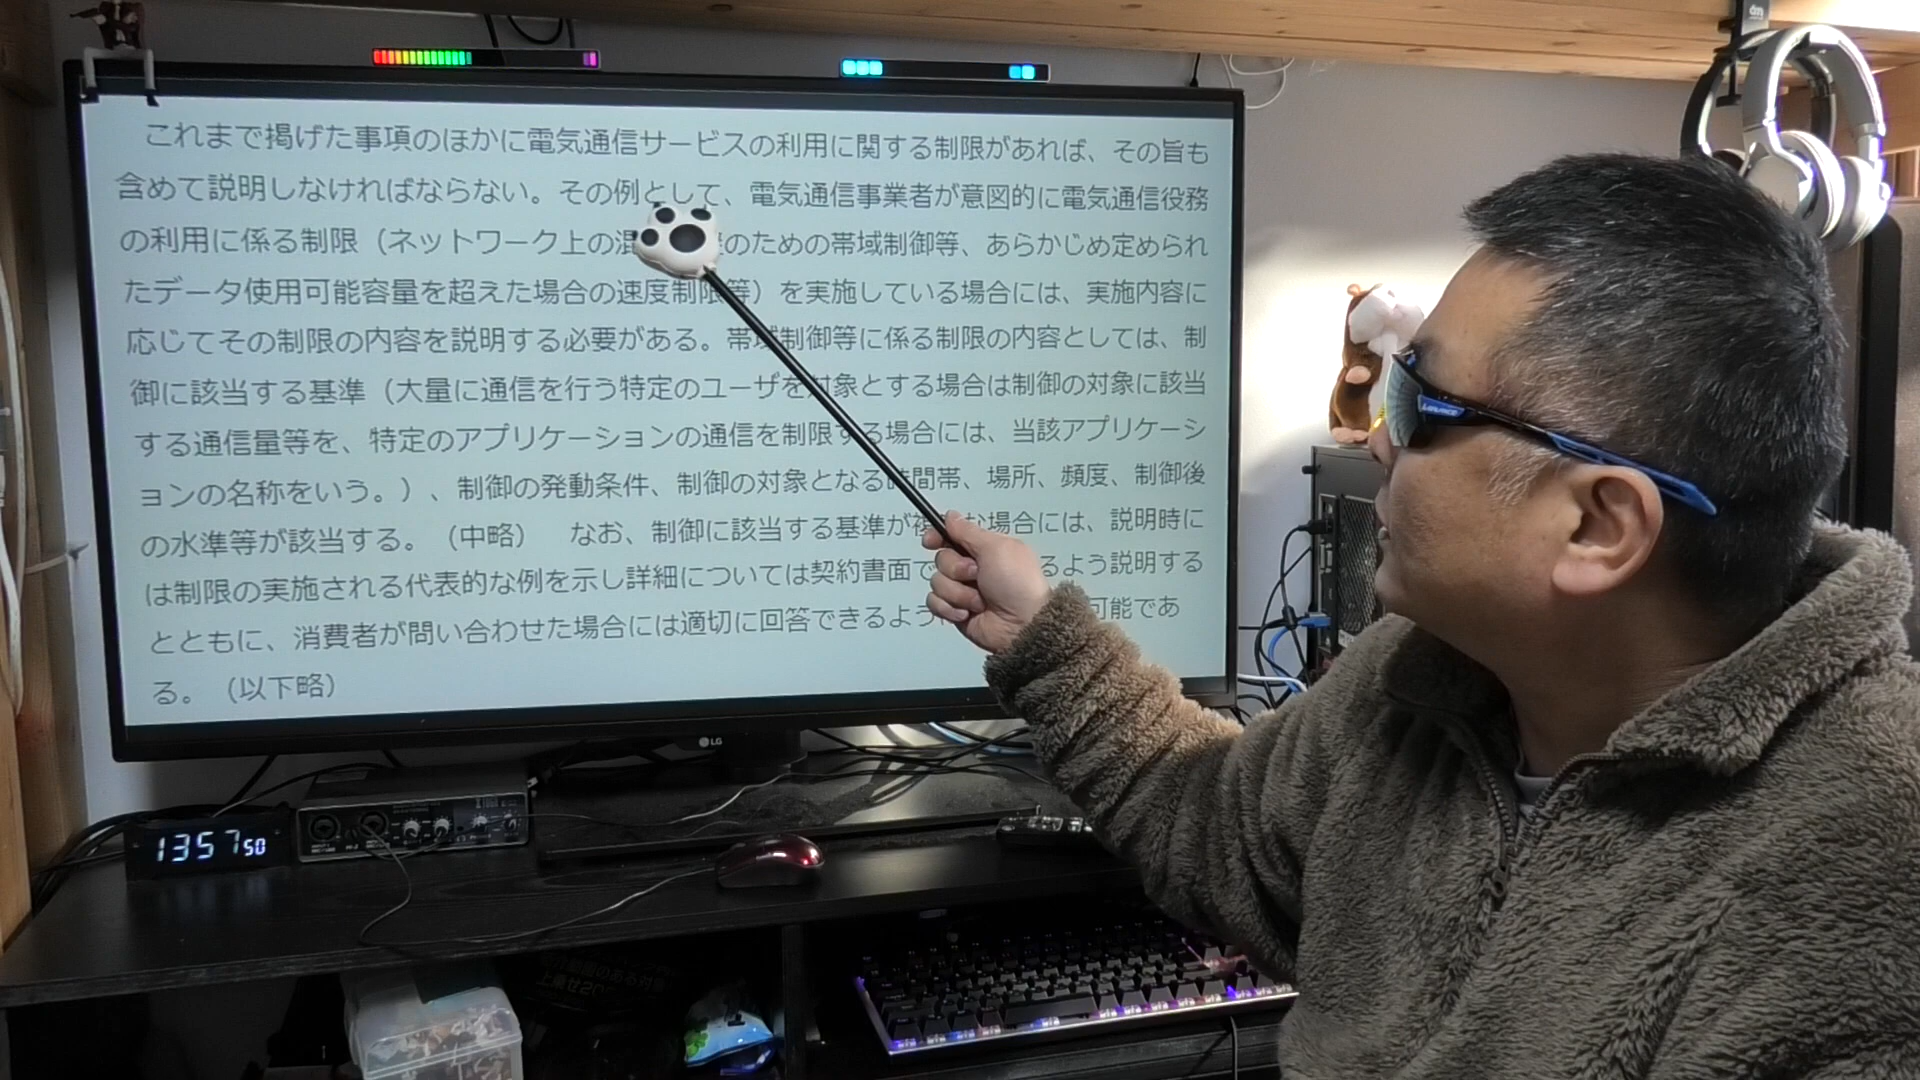 これまで掲げた事項のほかに電気通信サービスの利用に関する制限があれば、その旨も
含めて説明しなければならない。その例として、電気通信事業者が意図的に電気通信役務
の利用に係る制限（ネットワーク上の混 のための帯域制御等、あらかじめ定められ
たデータ使用可能容量を超えた場合の速度制限等）を実施している場合には、実施内容に
応じてその制限の内容を説明する必要がある。帯域制御等に係る制限の内容としては、制
御に該当する基準（大量に通信を行う特定のユーザを対象とする場合は制御の対象に該当
する通信量等を、特定のアプリケーションの通信を制限する場合には、当該アプリケーシ
ョンの名称をいう。）、制御の発動条件、制御の対象となる時間帯、場所、頻度、制御後
の水準等が該当する。（中略）　なお、制御に該当する基準が複 な場合には、説明時に
は制限の実施される代表的な例を示し詳細については契約書面で るよう説明する
とともに、消費者が問い合わせた場合には適切に回答できるよう 可能であ
る。（以下略）
LG
1357 50
dm